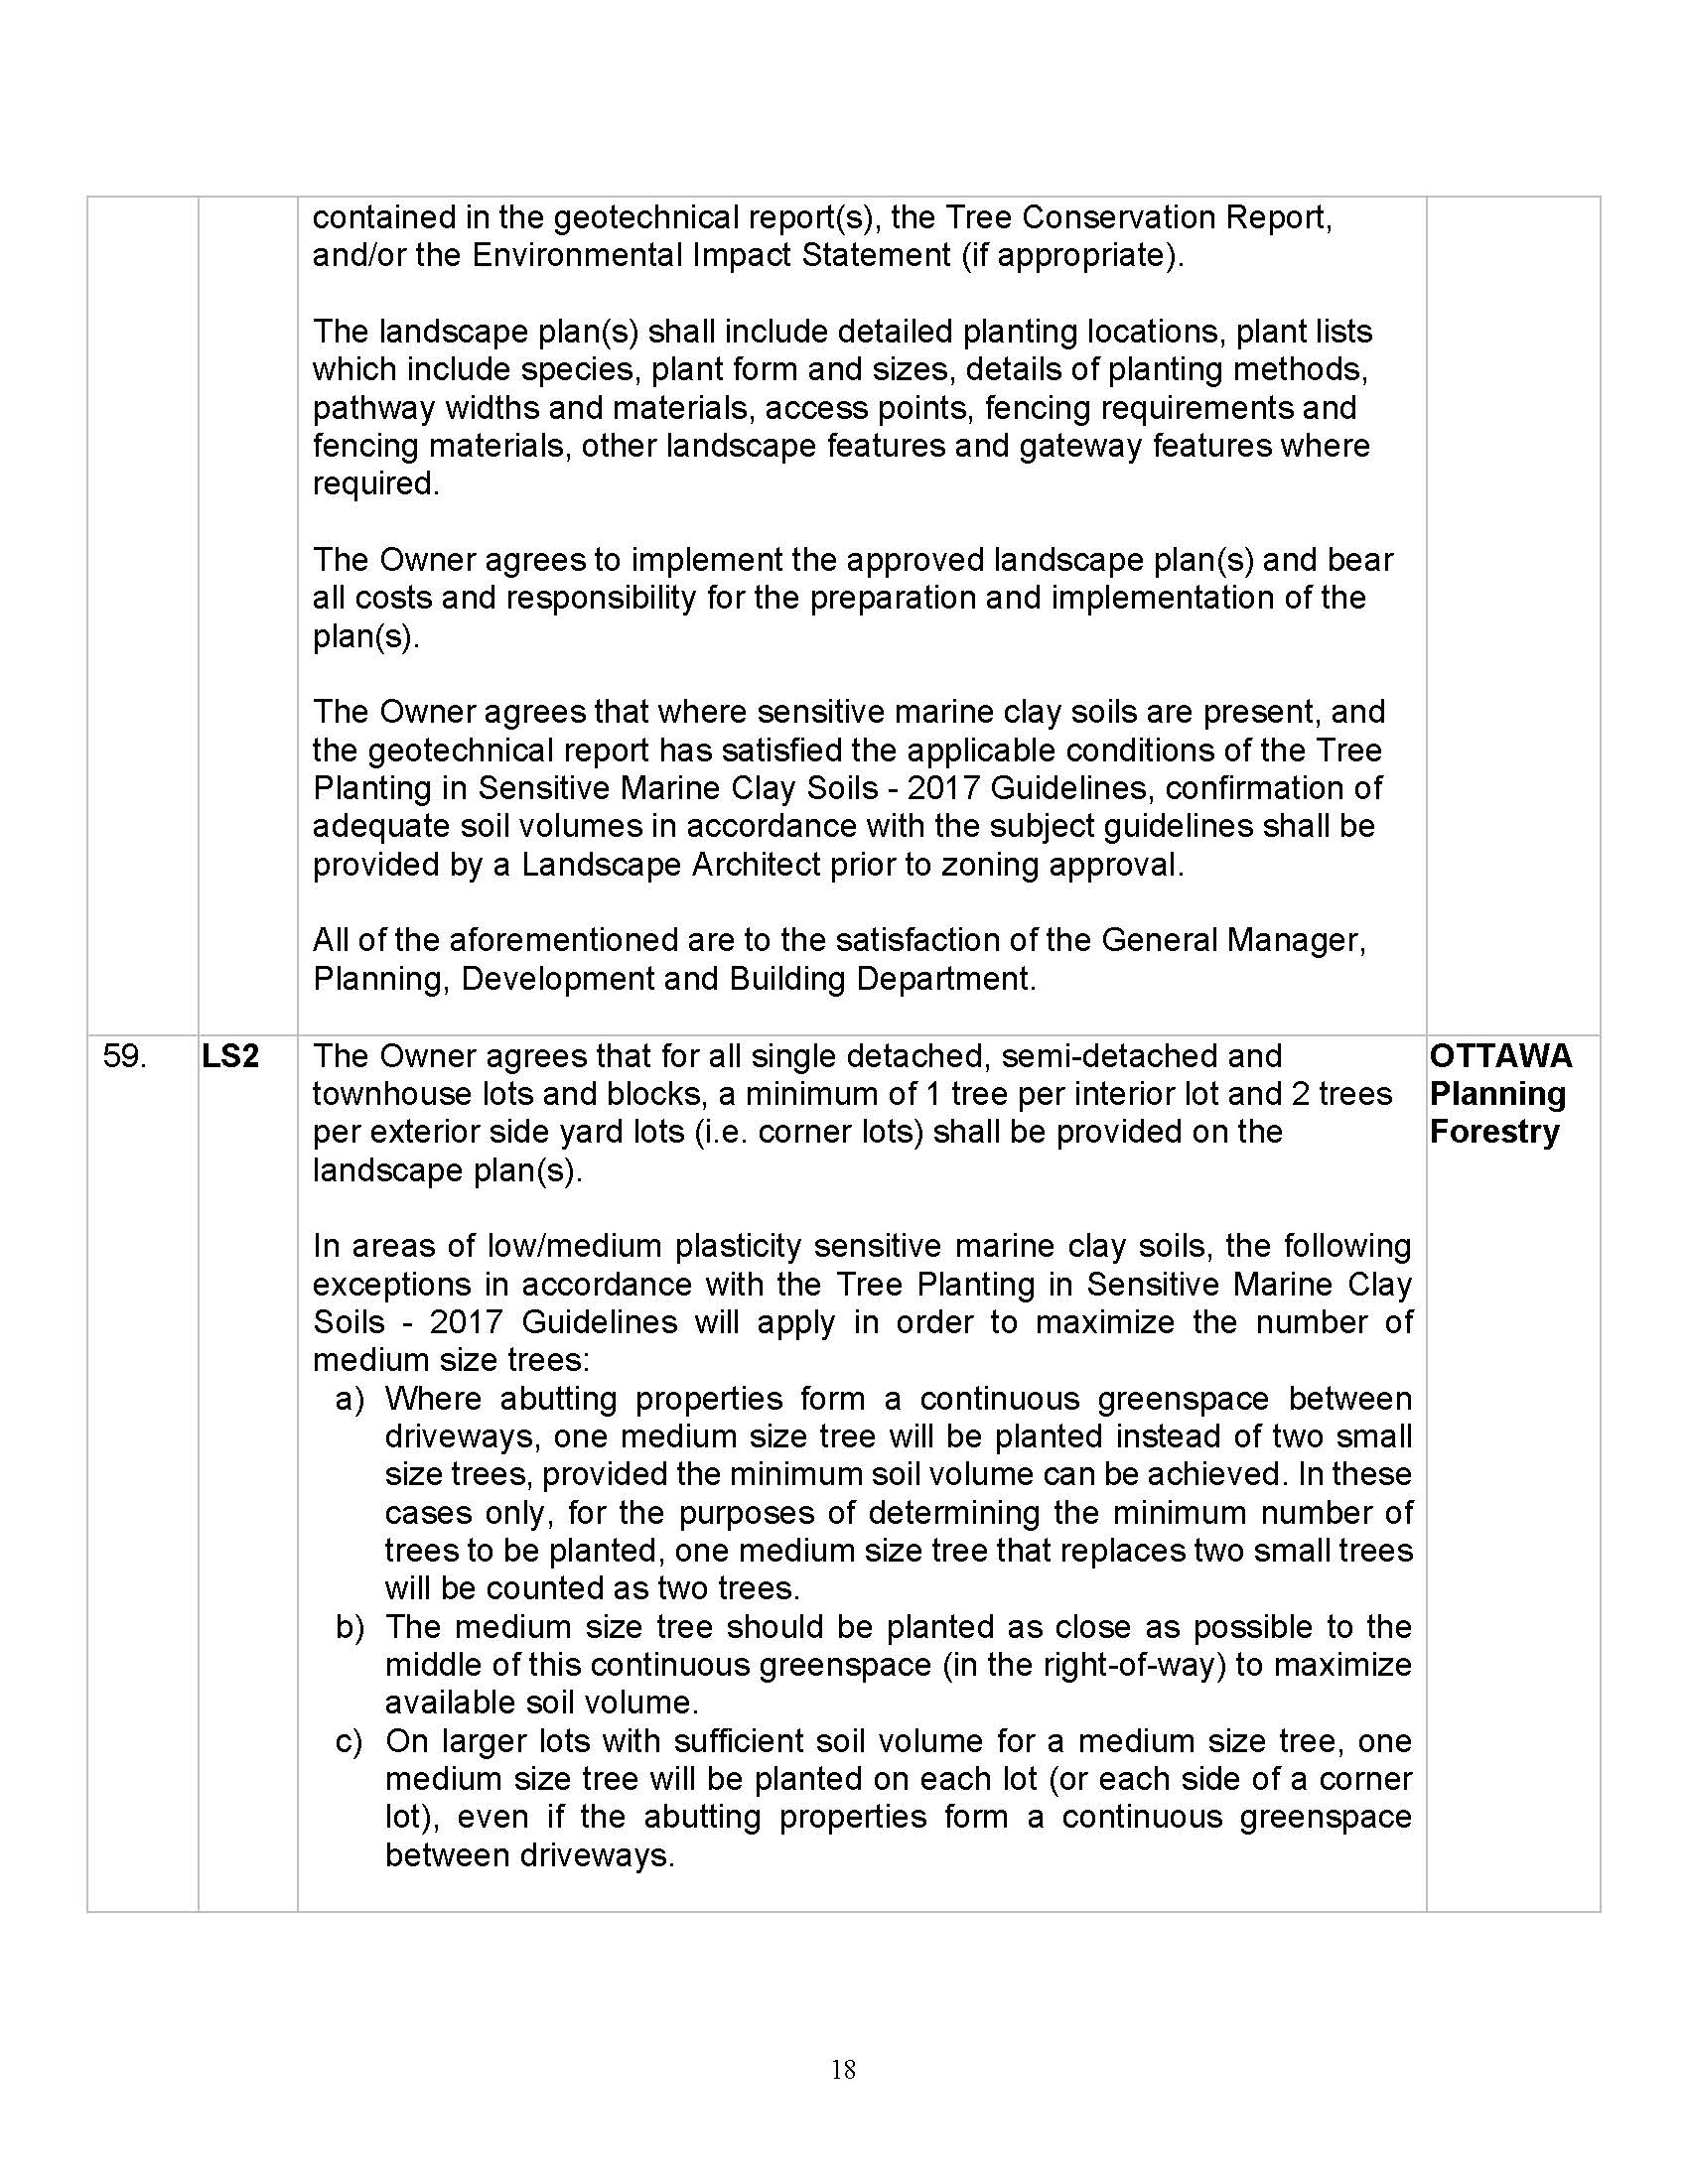 contained in the geotechnical report(s), the Tree Conservation Report,
and/or the Environmental Impact Statement (if appropriate).
The landscape plan(s) shall include detailed planting locations, plant lists
which include species, plant form and sizes, details of planting methods,
pathway widths and materials, access points, fencing requirements and
fencing materials, other landscape features and gateway features where
required.
The Owner agrees to implement the approved landscape plan(s) and bear
all costs and responsibility for the preparation and implementation of the
plan(s).
The Owner agrees that where sensitive marine clay soils are present, and
the geotechnical report has satisfied the applicable conditions of the Tree
Planting in Sensitive Marine Clay Soils - 2017 Guidelines, confirmation of
adequate soil volumes in accordance with the subject guidelines shall be
provided by a Landscape Architect prior to zoning approval.
All of the aforementioned are to the satisfaction of the General Manager,
Planning, Development and Building Department.
59.
LS2
The Owner agrees that for all single detached, semi-detached and
townhouse lots and blocks, a minimum of 1 tree per interior lot and 2 trees
per exterior side yard lots (i.e. corner lots) shall be provided on the
landscape plan(s).
In areas of low/medium plasticity sensitive marine clay soils, the following
exceptions in accordance with the Tree Planting in Sensitive Marine Clay
Soils - 2017 Guidelines will apply in order to maximize the number of
medium size trees:
a) Where abutting properties form a continuous greenspace between
driveways, one medium size tree will be planted instead of two small
size trees, provided the minimum soil volume can be achieved. In these
cases only, for the purposes of determining the minimum number of
trees to be planted, one medium size tree that replaces two small trees
will be counted as two trees.
b) The medium size tree should be planted as close as possible to the
middle of this continuous greenspace (in the right-of-way) to maximize
available soil volume.
c) On larger lots with sufficient soil volume for a medium size tree, one
medium size tree will be planted on each lot (or each side of a corner
lot), even if the abutting properties form a continuous greenspace
between driveways.
OTTAWA
Planning
Forestry
18